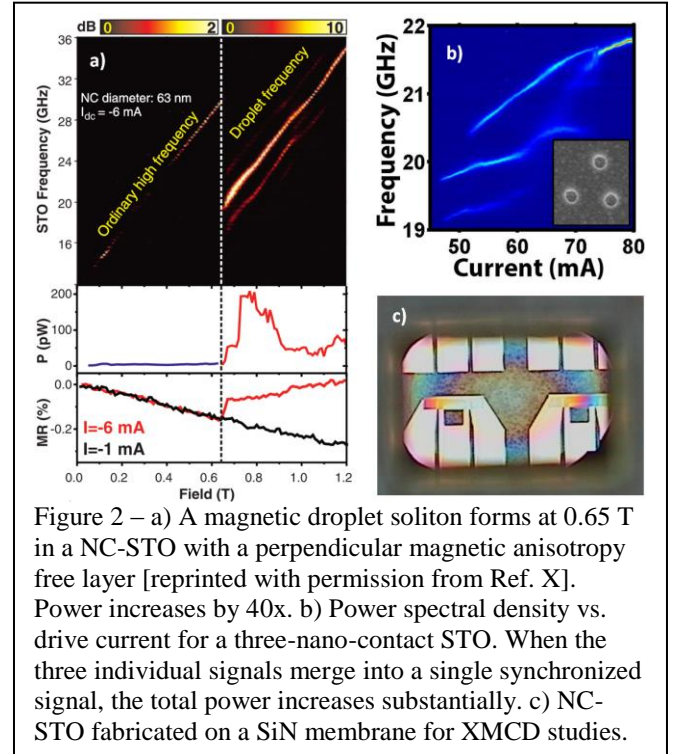 dB 0 2 0 10
36
32
28
24
20
16
STO Frequency (GHz)
a)
NC diameter: 63 nm
I_dc = -6 mA
Ordinary high frequency
Droplet frequency
200
100
0
P (pW)
0.0
-0.2
MR (%)
I=-6 mA
I=-1 mA
0.0 0.2 0.4 0.6 0.8 1.0 1.2
Field (T)
22
21
20
19
Frequency (GHz)
b)
50 60 70 80
Current (mA)
c)
Figure 2 – a) A magnetic droplet soliton forms at 0.65 T
in a NC-STO with a perpendicular magnetic anisotropy
free layer [reprinted with permission from Ref. X].
Power increases by 40x. b) Power spectral density vs.
drive current for a three-nano-contact STO. When the
three individual signals merge into a single synchronized
signal, the total power increases substantially. c) NC-
STO fabricated on a SiN membrane for XMCD studies.